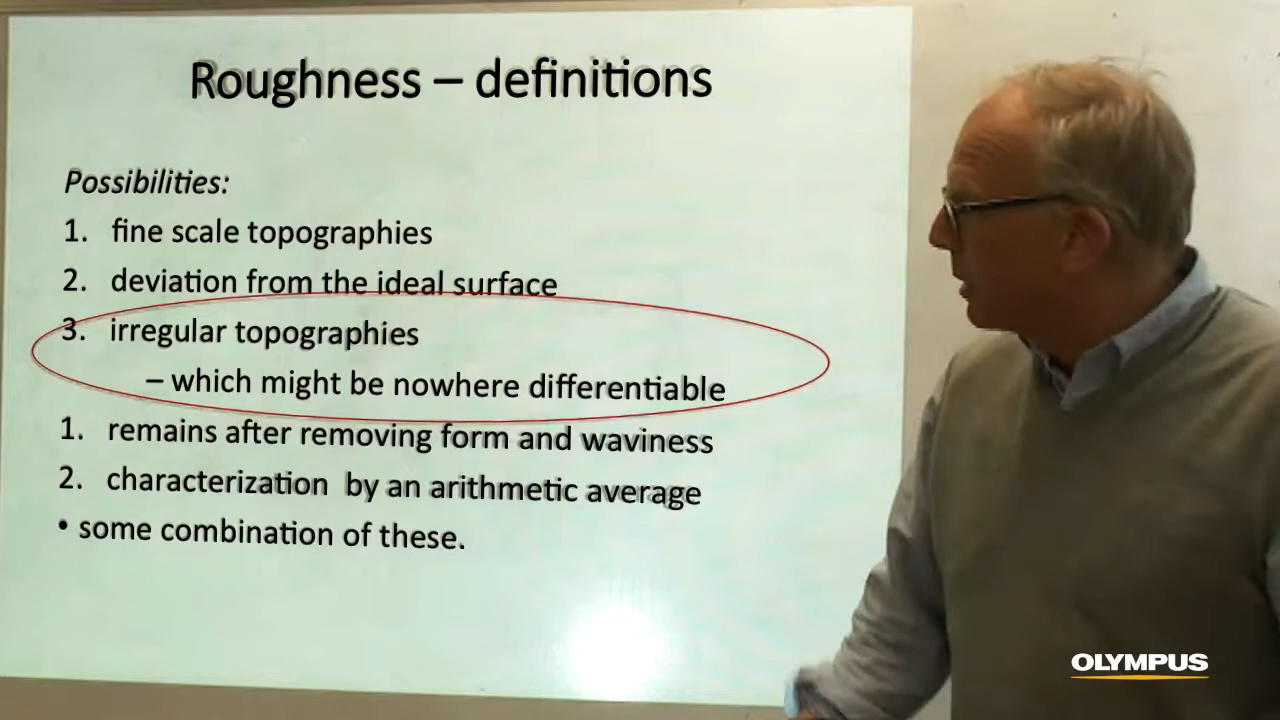 Roughness – definitions
Possibilities:
1. fine scale topographies
2. deviation from the ideal surface
3. irregular topographies
– which might be nowhere differentiable
1. remains after removing form and waviness
2. characterization by an arithmetic average
• some combination of these.
OLYMPUS